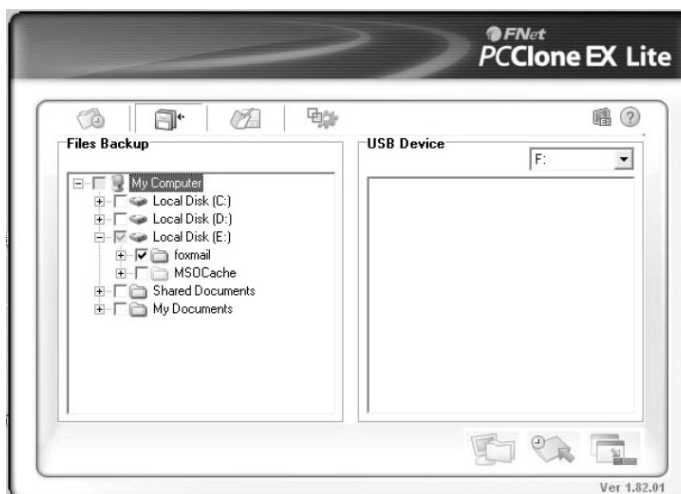 FNet
PCClone EX Lite
Files Backup
My Computer
Local Disk (C:)
Local Disk (D:)
Local Disk (E:)
foxmail
MSOCache
Shared Documents
My Documents
USB Device
F:
Ver 1.82.01